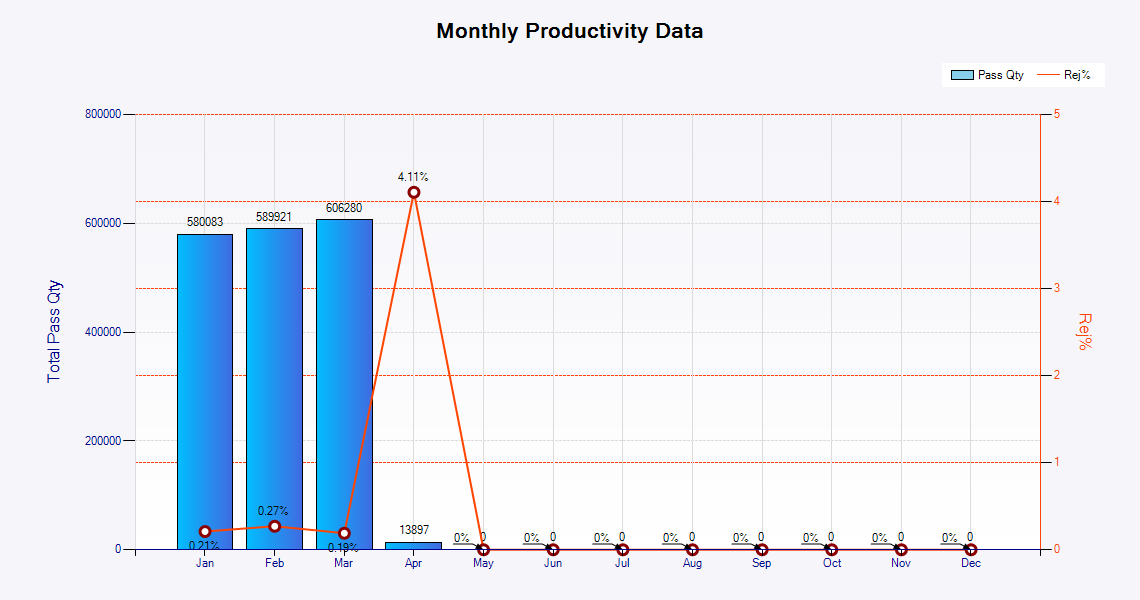 Monthly Productivity Data
Pass Qty Rej%
800000 5
4.11%
606280 4
580083 589921
600000
3
Total Pass Qty Rej%
400000
2
200000
1
0.27%
13897
0.21% 0.19% 0% 0 0% 0 0% 0 0% 0 0% 0 0% 0 0% 0 0% 0
0 0
Jan Feb Mar Apr May Jun Jul Aug Sep Oct Nov Dec